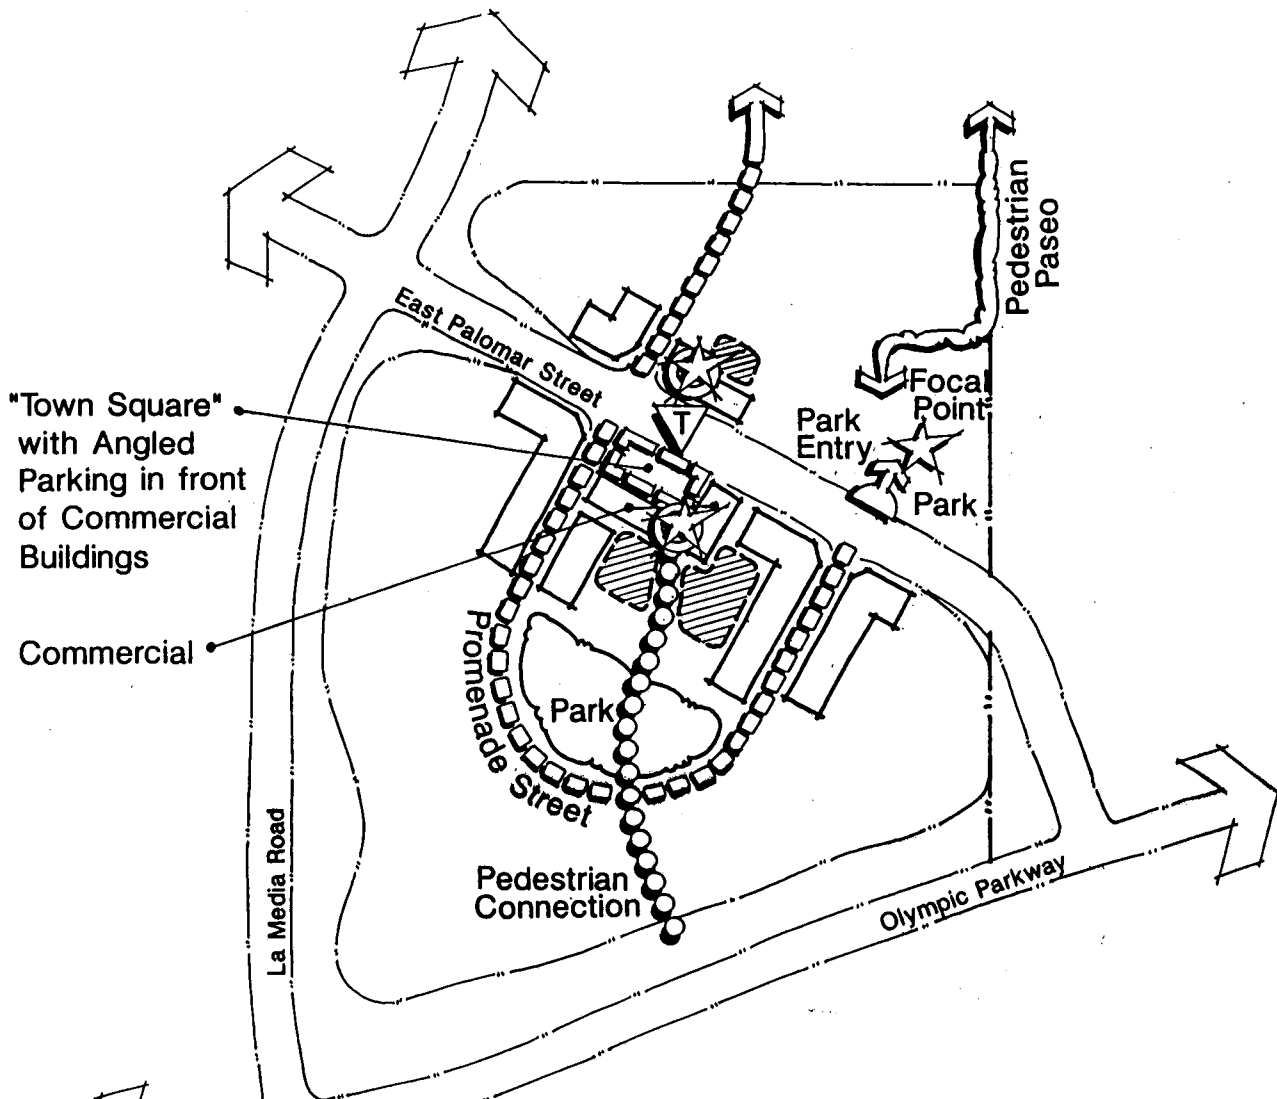 Pedestrian
Paseo
East Palomar Street
"Town Square"
with Angled
Parking in front
of Commercial
Buildings
T
Focal
Point
Park
Entry
Park
Commercial
Promenade Street
Park
La Media Road
Pedestrian
Connection
Olympic Parkway